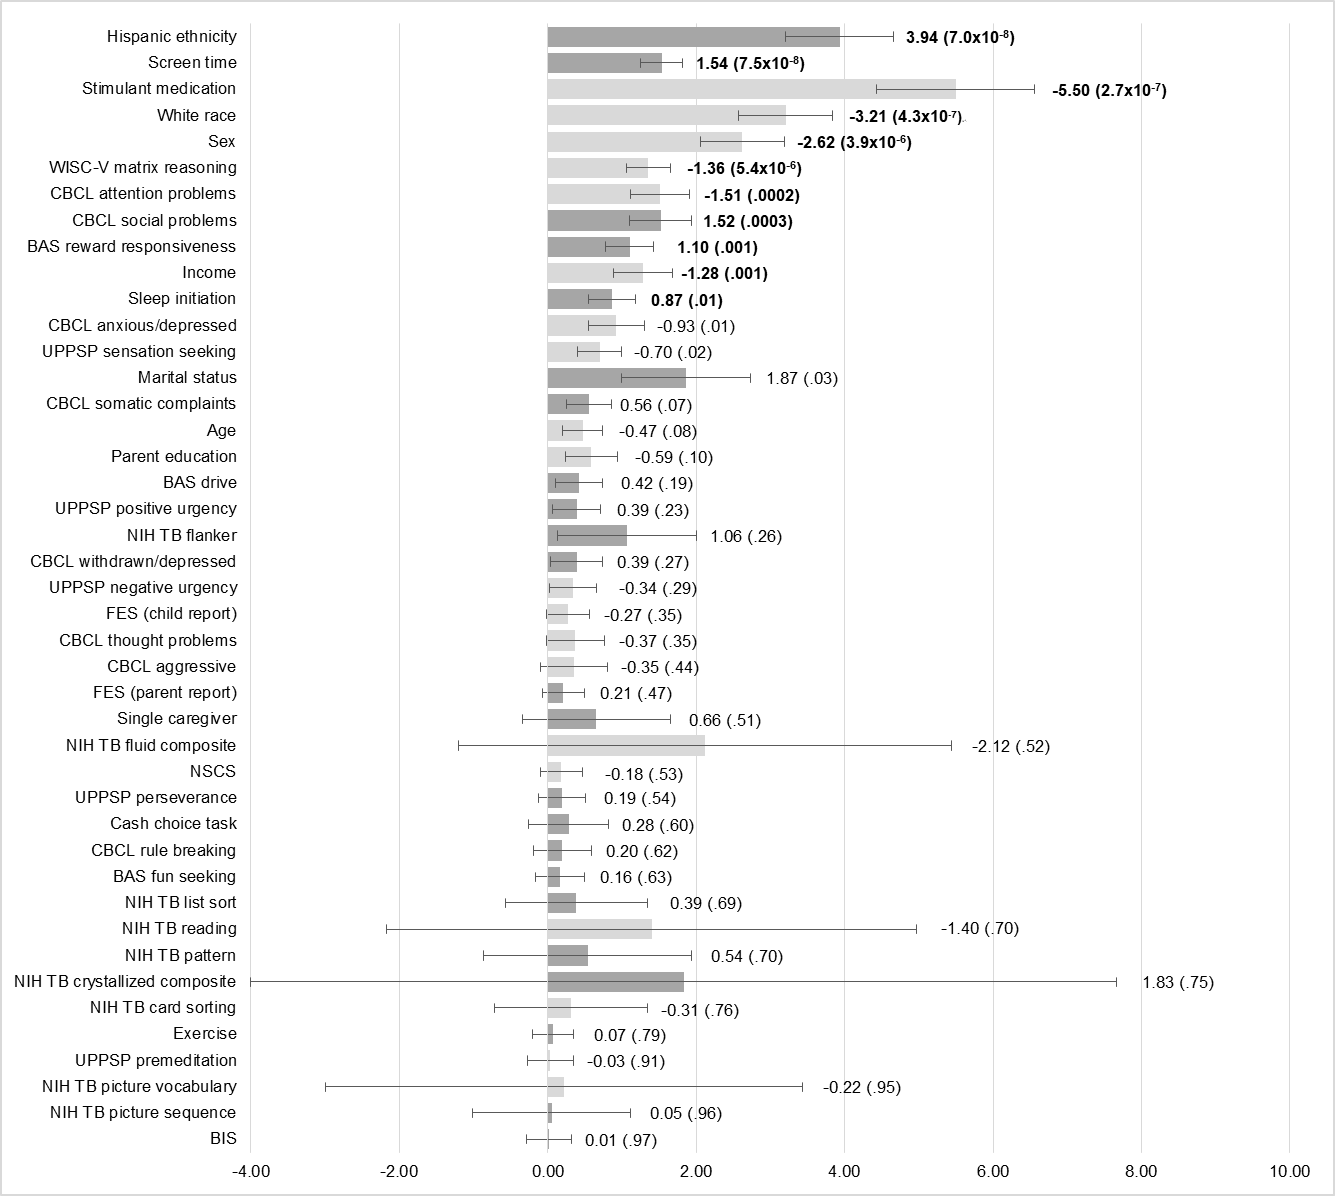 Hispanic ethnicity 3.94 (7.0x10⁻⁸)
Screen time 1.54 (7.5x10⁻⁸)
Stimulant medication -5.50 (2.7x10⁻⁷)
White race -3.21 (4.3x10⁻⁷).
Sex -2.62 (3.9x10⁻⁶)
WISC-V matrix reasoning -1.36 (5.4x10⁻⁶)
CBCL attention problems -1.51 (.0002)
CBCL social problems 1.52 (.0003)
BAS reward responsiveness 1.10 (.001)
Income -1.28 (.001)
Sleep initiation 0.87 (.01)
CBCL anxious/depressed -0.93 (.01)
UPPSP sensation seeking -0.70 (.02)
Marital status 1.87 (.03)
CBCL somatic complaints 0.56 (.07)
Age -0.47 (.08)
Parent education -0.59 (.10)
BAS drive 0.42 (.19)
UPPSP positive urgency 0.39 (.23)
NIH TB flanker 1.06 (.26)
CBCL withdrawn/depressed 0.39 (.27)
UPPSP negative urgency -0.34 (.29)
FES (child report) -0.27 (.35)
CBCL thought problems -0.37 (.35)
CBCL aggressive -0.35 (.44)
FES (parent report) 0.21 (.47)
Single caregiver 0.66 (.51)
NIH TB fluid composite -2.12 (.52)
NSCS -0.18 (.53)
UPPSP perseverance 0.19 (.54)
Cash choice task 0.28 (.60)
CBCL rule breaking 0.20 (.62)
BAS fun seeking 0.16 (.63)
NIH TB list sort 0.39 (.69)
NIH TB reading -1.40 (.70)
NIH TB pattern 0.54 (.70)
NIH TB crystallized composite 1.83 (.75)
NIH TB card sorting -0.31 (.76)
Exercise 0.07 (.79)
UPPSP premeditation -0.03 (.91)
NIH TB picture vocabulary -0.22 (.95)
NIH TB picture sequence 0.05 (.96)
BIS 0.01 (.97)
-4.00 -2.00 0.00 2.00 4.00 6.00 8.00 10.00